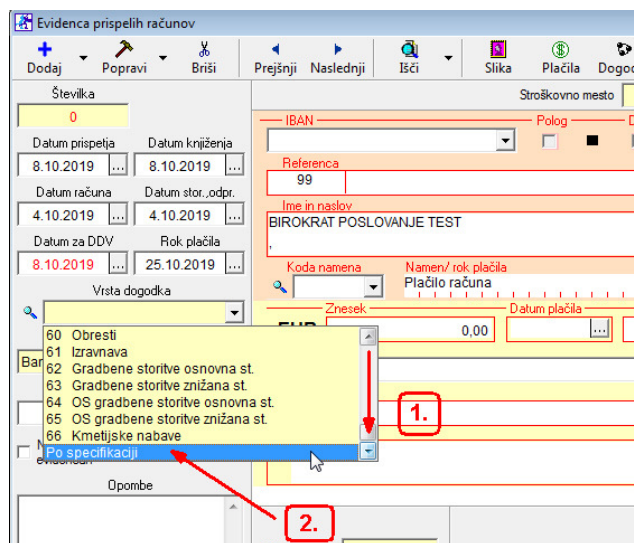 Evidenca prispelih računov
Dodaj Popravi Briši Prejšnji Naslednji Išči Slika Plačila
Številka
0
Datum prispetja Datum knjiženja
8.10.2019 ... 8.10.2019 ...
Datum računa Datum stor.,odpr.
4.10.2019 ... 4.10.2019 ...
Datum za DDV Rok plačila
8.10.2019 ... 25.10.2019 ...
Vrsta dogodka
60 Obresti
61 Izravnava
62 Gradbene storitve osnovna st.
63 Gradbene storitve znižana st.
64 OS gradbene storitve osnovna st.
65 OS gradbene storitve znižana st.
66 Kmetijske nabave
Po specifikaciji
Opombe
Stroškovno mesto
IBAN
Polog
Referenca
99
Ime in naslov
BIROKRAT POSLOVANJE TEST
,
Koda namena Namen/ rok plačila
Plačilo računa
Znesek Datum plačila
EUR 0,00 ...
1.
2.